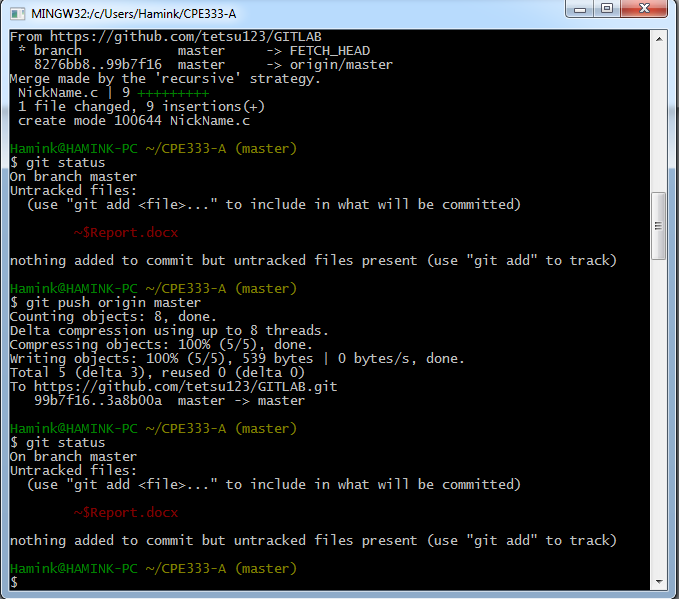 MINGW32:/c/Users/Hamink/CPE333-A
From https://github.com/tetsu123/GITLAB
 * branch            master     -> FETCH_HEAD
   8276bb8..99b7f16  master     -> origin/master
Merge made by the 'recursive' strategy.
 NickName.c | 9 +++++++++
 1 file changed, 9 insertions(+)
 create mode 100644 NickName.c
Hamink@HAMINK-PC ~/CPE333-A (master)
$ git status
On branch master
Untracked files:
  (use "git add <file>..." to include in what will be committed)
        ~$Report.docx
nothing added to commit but untracked files present (use "git add" to track)
Hamink@HAMINK-PC ~/CPE333-A (master)
$ git push origin master
Counting objects: 8, done.
Delta compression using up to 8 threads.
Compressing objects: 100% (5/5), done.
Writing objects: 100% (5/5), 539 bytes | 0 bytes/s, done.
Total 5 (delta 3), reused 0 (delta 0)
To https://github.com/tetsu123/GITLAB.git
   99b7f16..3a8b00a  master -> master
Hamink@HAMINK-PC ~/CPE333-A (master)
$ git status
On branch master
Untracked files:
  (use "git add <file>..." to include in what will be committed)
        ~$Report.docx
nothing added to commit but untracked files present (use "git add" to track)
Hamink@HAMINK-PC ~/CPE333-A (master)
$